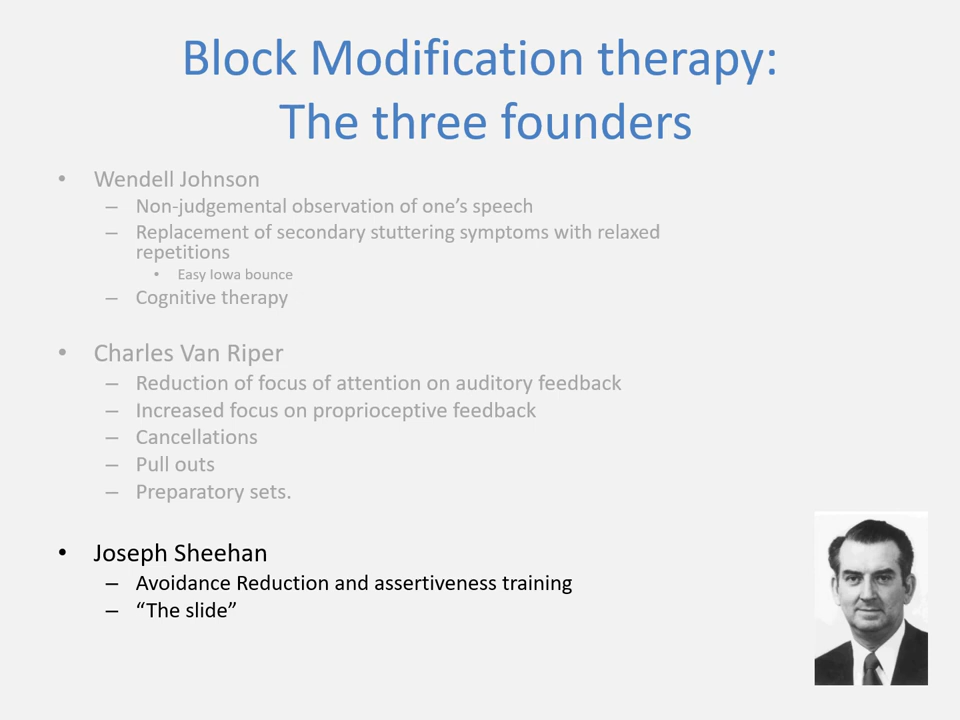 Block Modification therapy:
The three founders
• Wendell Johnson
– Non-judgemental observation of one’s speech
– Replacement of secondary stuttering symptoms with relaxed
repetitions
• Easy Iowa bounce
– Cognitive therapy
• Charles Van Riper
– Reduction of focus of attention on auditory feedback
– Increased focus on proprioceptive feedback
– Cancellations
– Pull outs
– Preparatory sets.
• Joseph Sheehan
– Avoidance Reduction and assertiveness training
– “The slide”